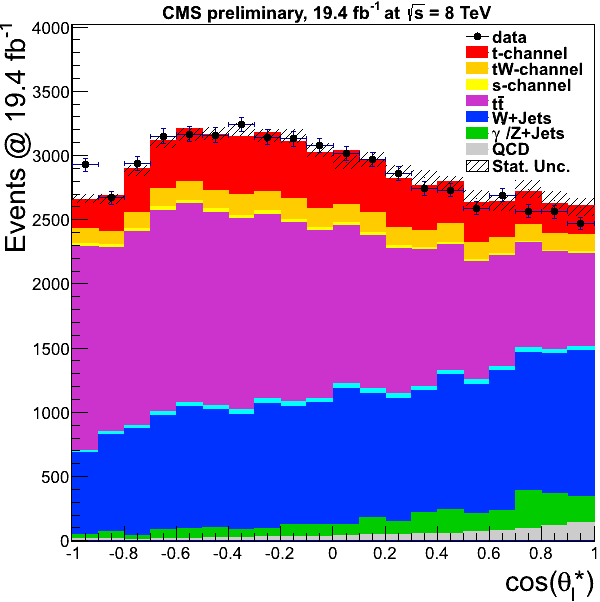 CMS preliminary, 19.4 fb⁻¹ at √s = 8 TeV
Events @ 19.4 fb⁻¹
4000
3500
3000
2500
2000
1500
1000
500
0
data
t-channel
tW-channel
s-channel
tt̄
W+Jets
γ /Z+Jets
QCD
Stat. Unc.
-1 -0.8 -0.6 -0.4 -0.2 0 0.2 0.4 0.6 0.8 1
cos(θₗ*)